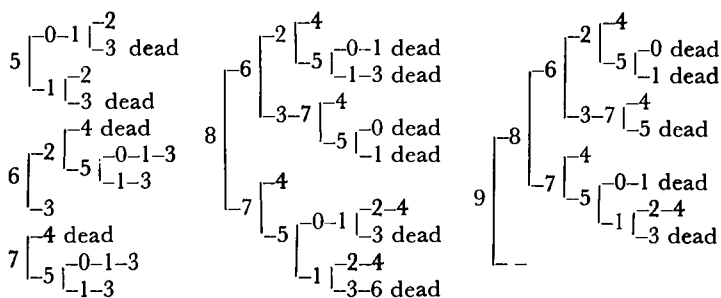 -0-1 -2
-3 dead
5
-1 -2
-3 dead
-4 dead
-2
-5 -0-1-3
-1-3
6
-3
-4 dead
7
-5 -0-1-3
-1-3
-4
-2
-5 -0-1 dead
-1-3 dead
-6
-4
-3-7
-5 -0 dead
-1 dead
8
-4
-7
-5 -0-1 -2-4
-3 dead
-1 -2-4
-3-6 dead
-4
-2
-5 -0 dead
-1 dead
-6
-4
-3-7
-5 dead
-8
-4
-7
-5 -0-1 dead
-1 -2-4
-3 dead
9
- -